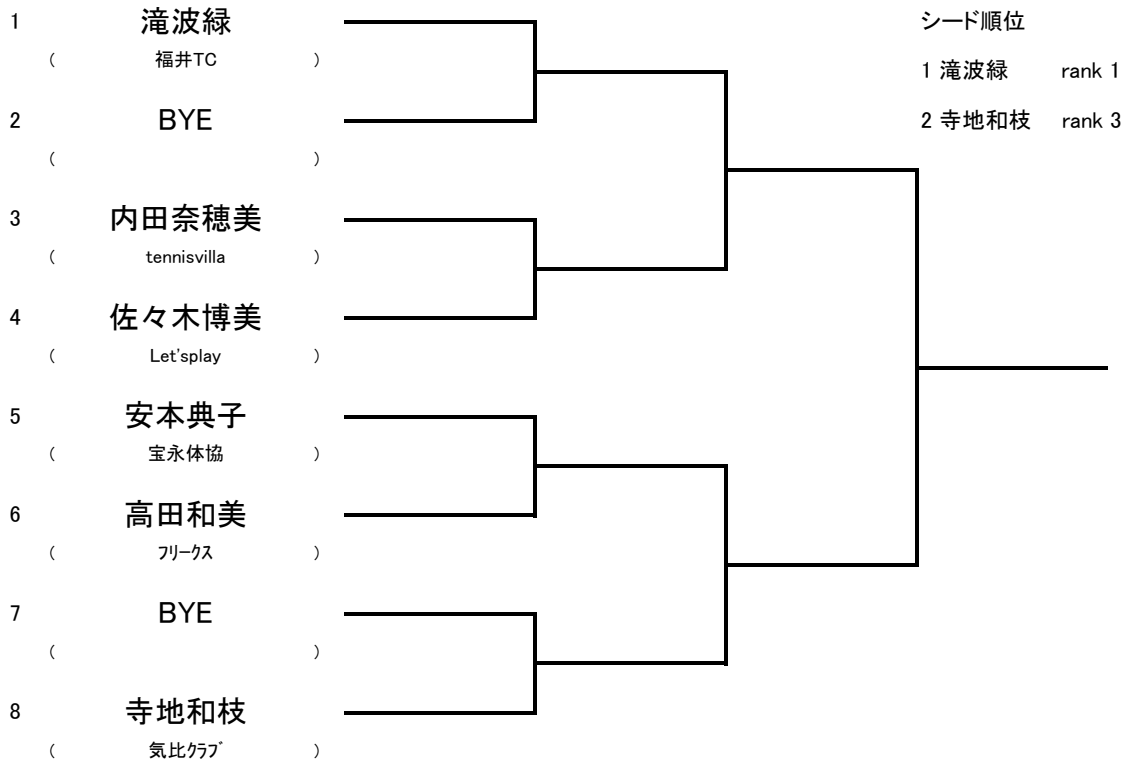 1 滝波緑
( 福井TC )
2 BYE
( )
3 内田奈穂美
( tennisvilla )
4 佐々木博美
( Let'splay )
5 安本典子
( 宝永体協 )
6 高田和美
( ﾌﾘｰｸｽ )
7 BYE
( )
8 寺地和枝
( 気比ｸﾗﾌﾞ )
シード順位
1 滝波緑 rank 1
2 寺地和枝 rank 3